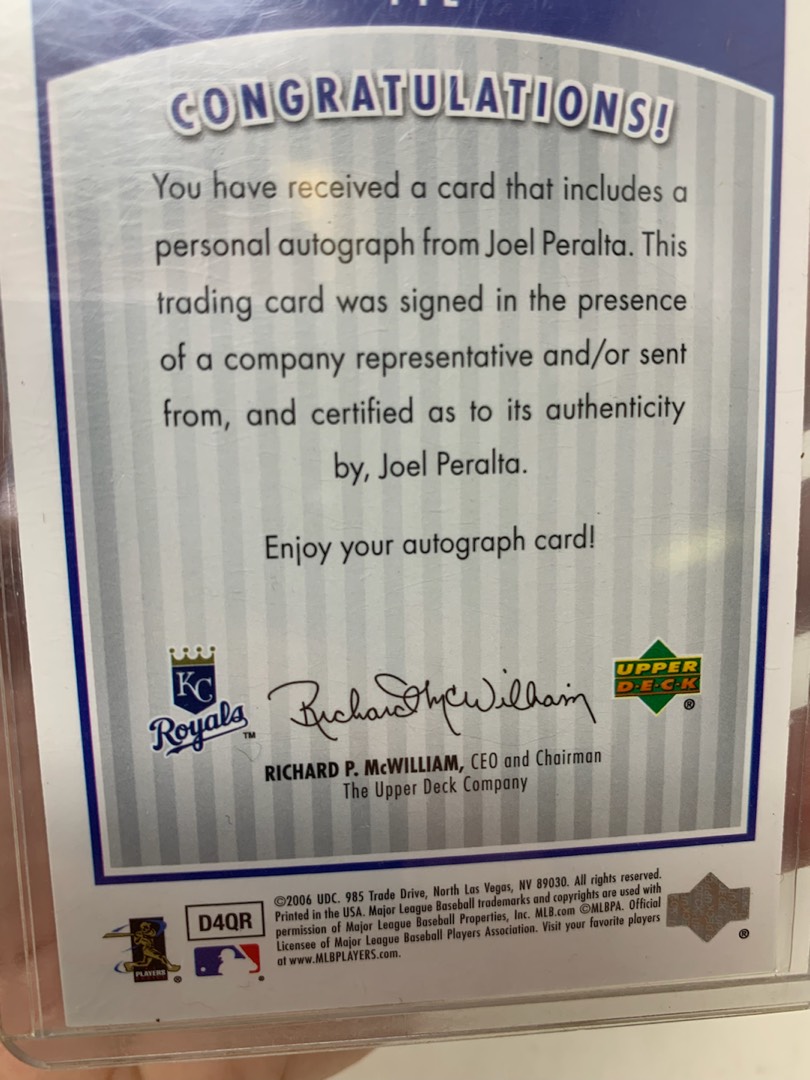 CONGRATULATIONS!
You have received a card that includes a
personal autograph from Joel Peralta. This
trading card was signed in the presence
of a company representative and/or sent
from, and certified as to its authenticity
by, Joel Peralta.
Enjoy your autograph card!
KC
Royals™
Richard P McWilliam
UPPER
D·E·C·K
®
RICHARD P. McWILLIAM, CEO and Chairman
The Upper Deck Company
PLAYERS
®
D4QR
®
©2006 UDC. 985 Trade Drive, North Las Vegas, NV 89030. All rights reserved.
Printed in the USA. Major League Baseball trademarks and copyrights are used with
permission of Major League Baseball Properties, Inc. MLB.com ©MLBPA. Official
Licensee of Major League Baseball Players Association. Visit your favorite players
at www.MLBPLAYERS.com.
®